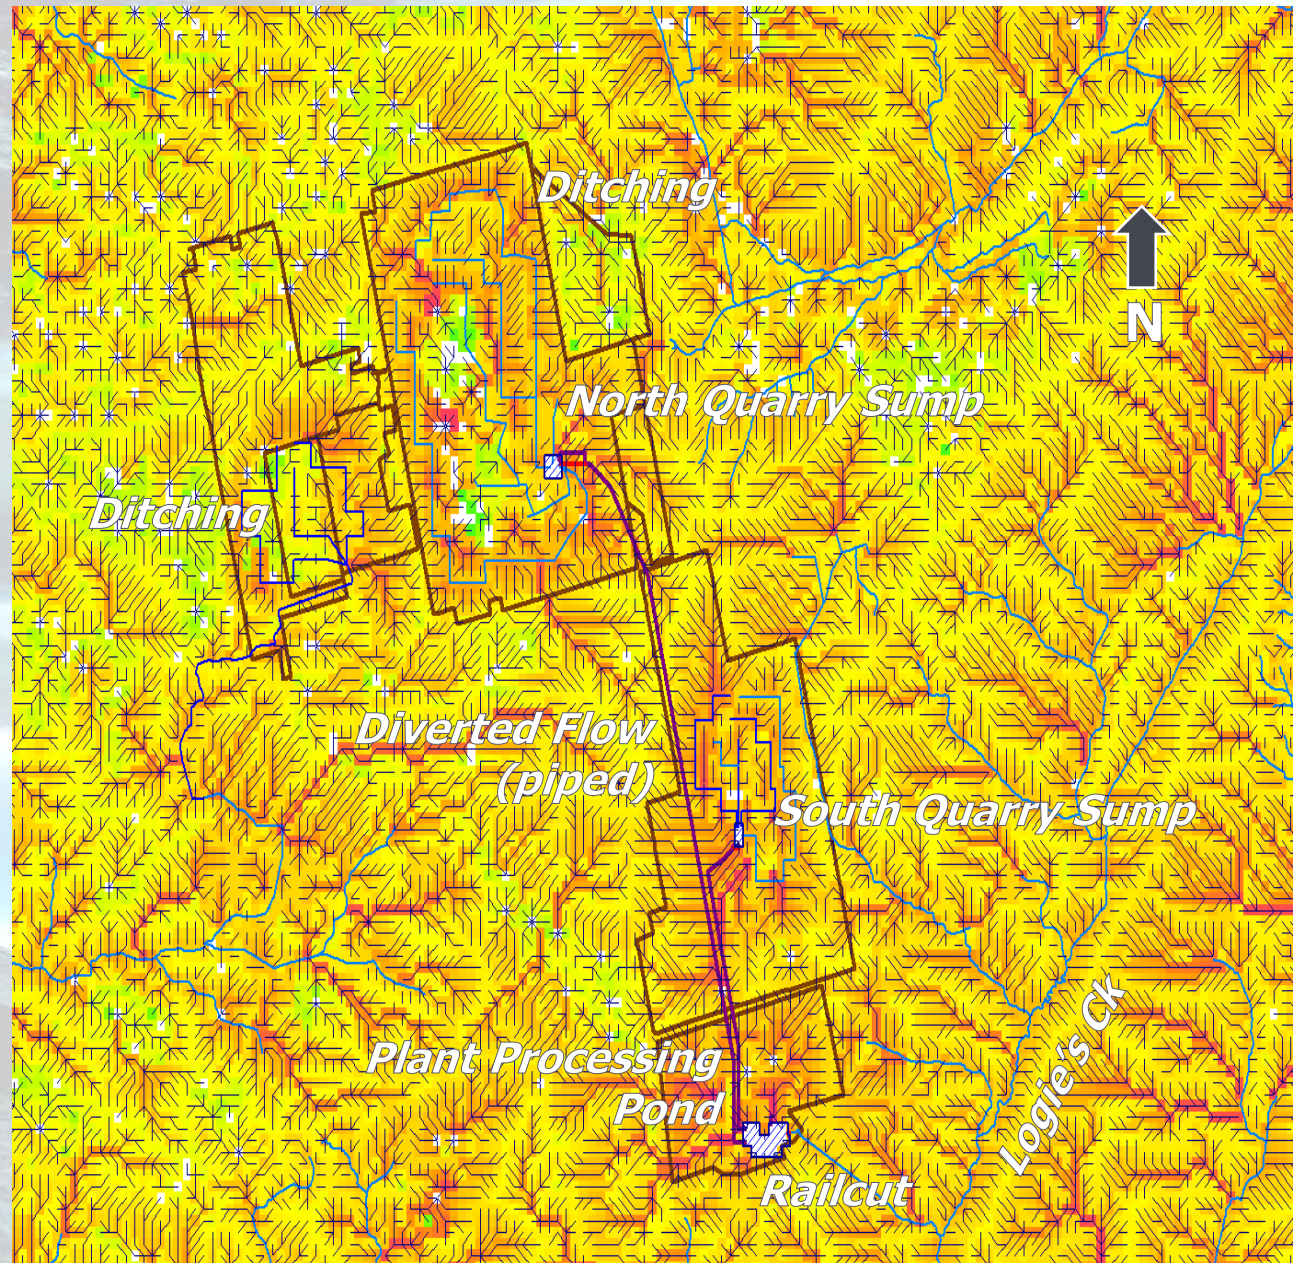 Ditching
N
North Quarry Sump
Ditching
Diverted Flow
(piped)
South Quarry Sump
Logie's Ck
Plant Processing
Pond
Railcut